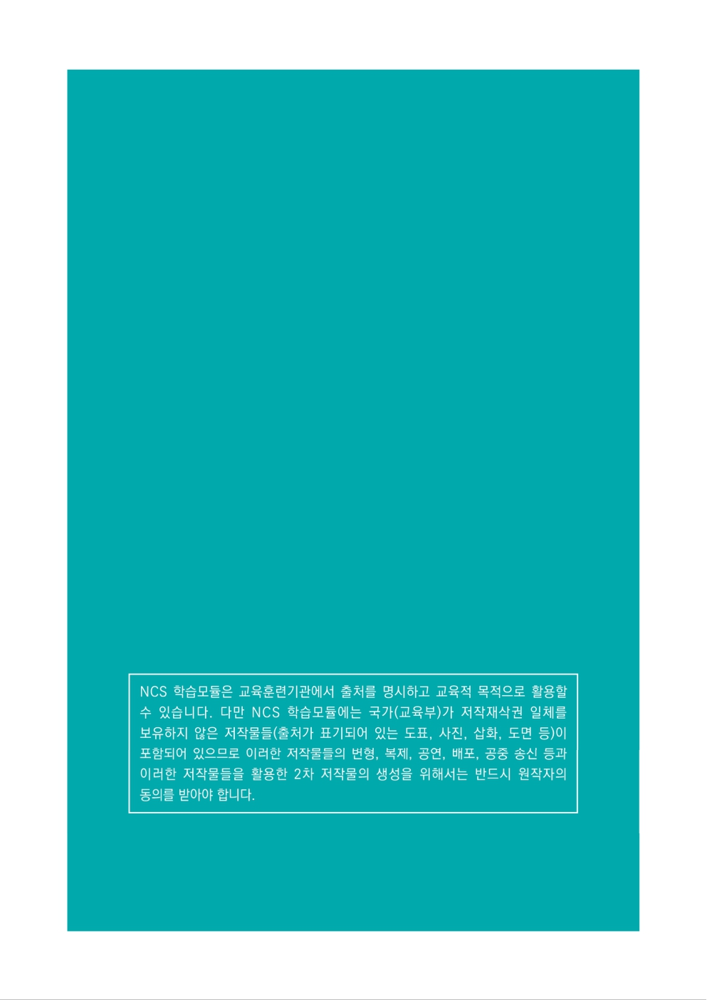 NCS 학습모듈은 교육훈련기관에서 출처를 명시하고 교육적 목적으로 활용할
수 있습니다. 다만 NCS 학습모듈에는 국가(교육부)가 저작재삭권 일체를
보유하지 않은 저작물들(출처가 표기되어 있는 도표, 사진, 삽화, 도면 등)이
포함되어 있으므로 이러한 저작물들의 변형, 복제, 공연, 배포, 공중 송신 등과
이러한 저작물들을 활용한 2차 저작물의 생성을 위해서는 반드시 원작자의
동의를 받아야 합니다.